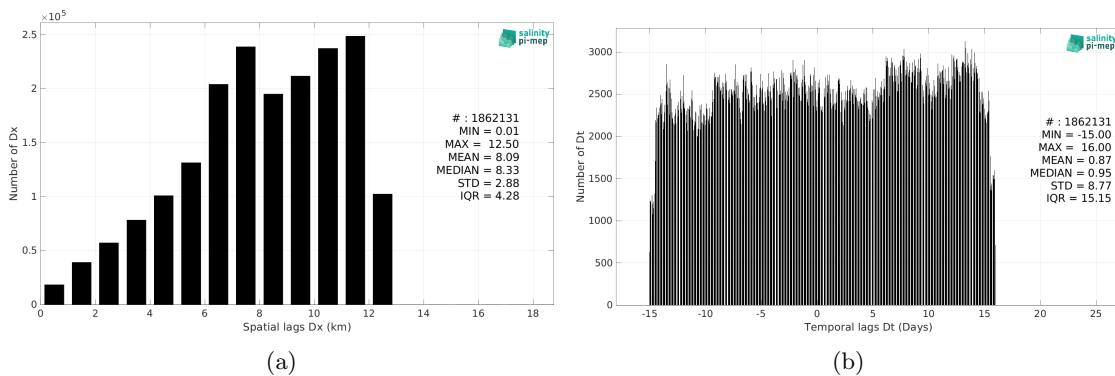 ×10⁵
2.5
2
1.5
1
0.5
0
Number of Dx
0 2 4 6 8 10 12 14 16 18
Spatial lags Dx (km)
salinity
pi-mep
# : 1862131
MIN = 0.01
MAX = 12.50
MEAN = 8.09
MEDIAN = 8.33
STD = 2.88
IQR = 4.28
(a)
3000
2500
2000
1500
1000
500
0
Number of Dt
-15 -10 -5 0 5 10 15 20 25
Temporal lags Dt (Days)
salinity
pi-mep
# : 1862131
MIN = -15.00
MAX = 16.00
MEAN = 0.87
MEDIAN = 0.95
STD = 8.77
IQR = 15.15
(b)